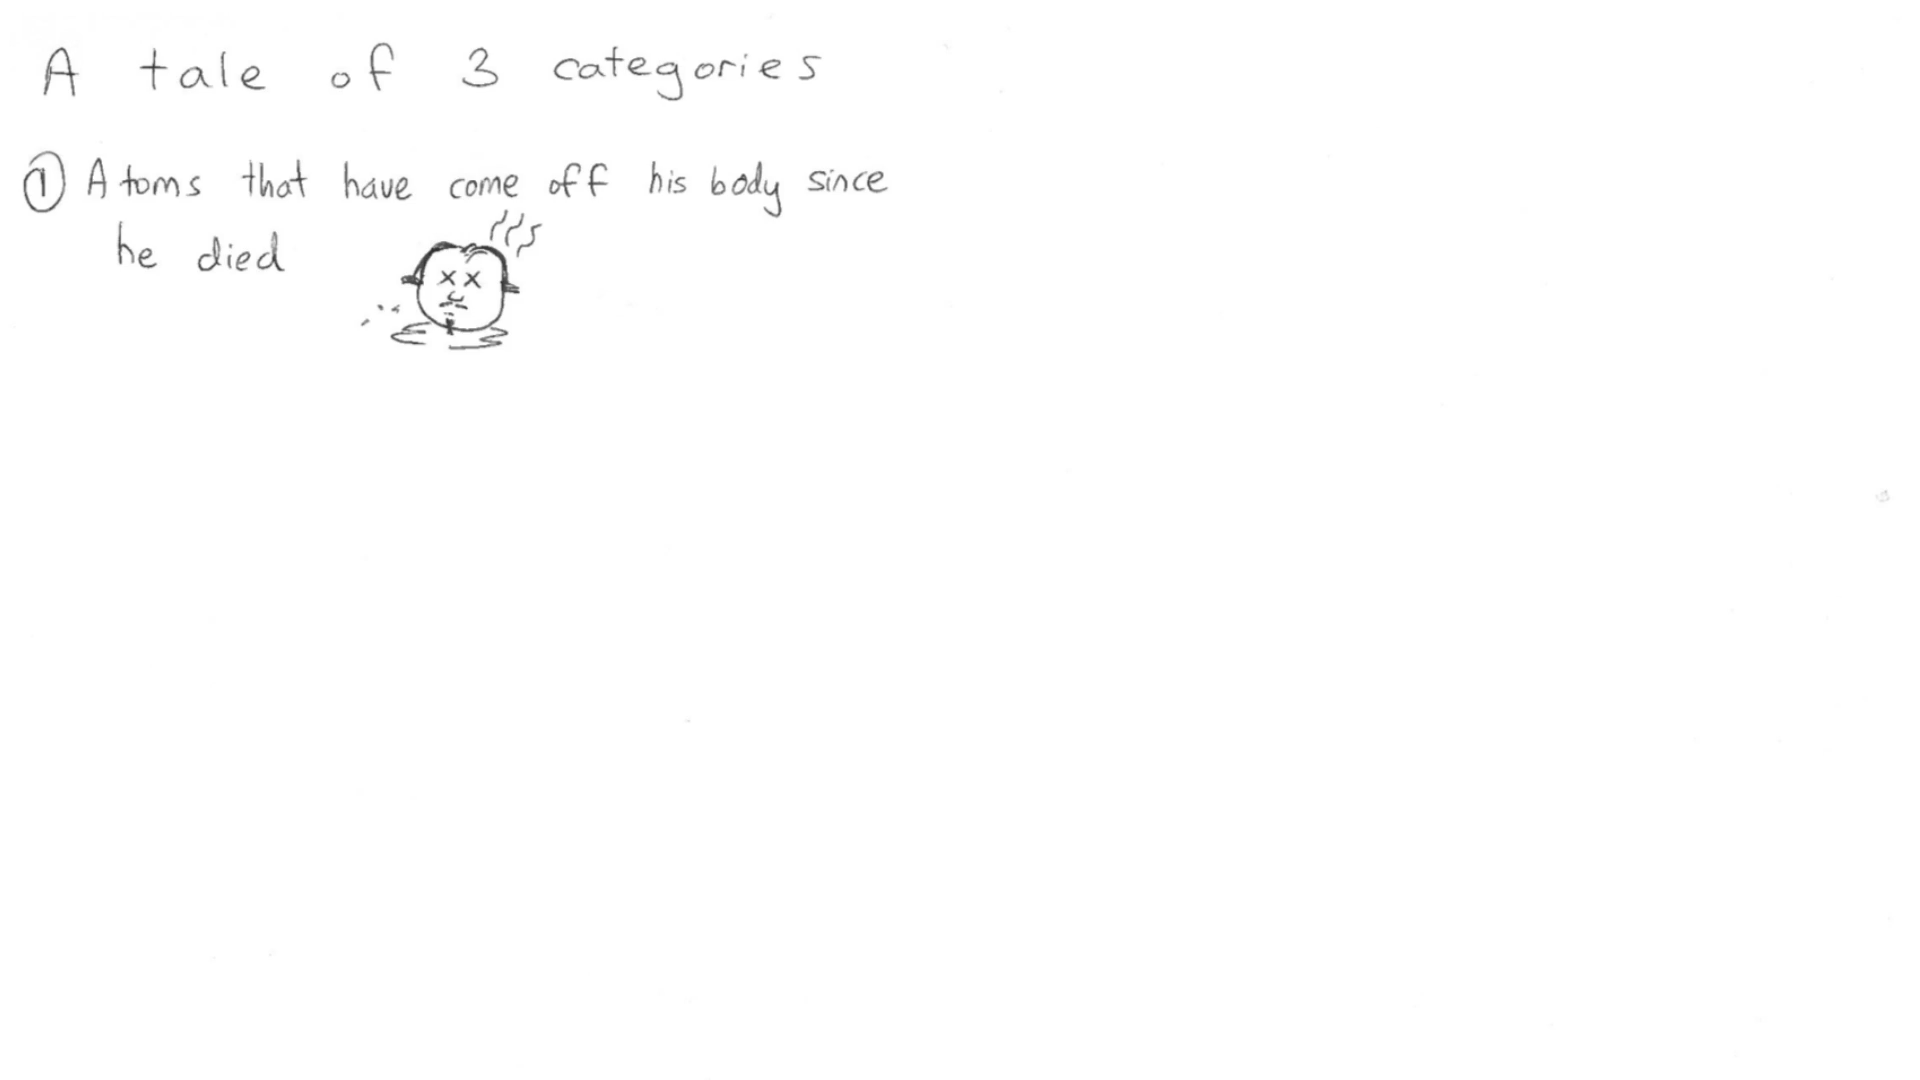 A tale of 3 categories
① Atoms that have come off his body since
he died